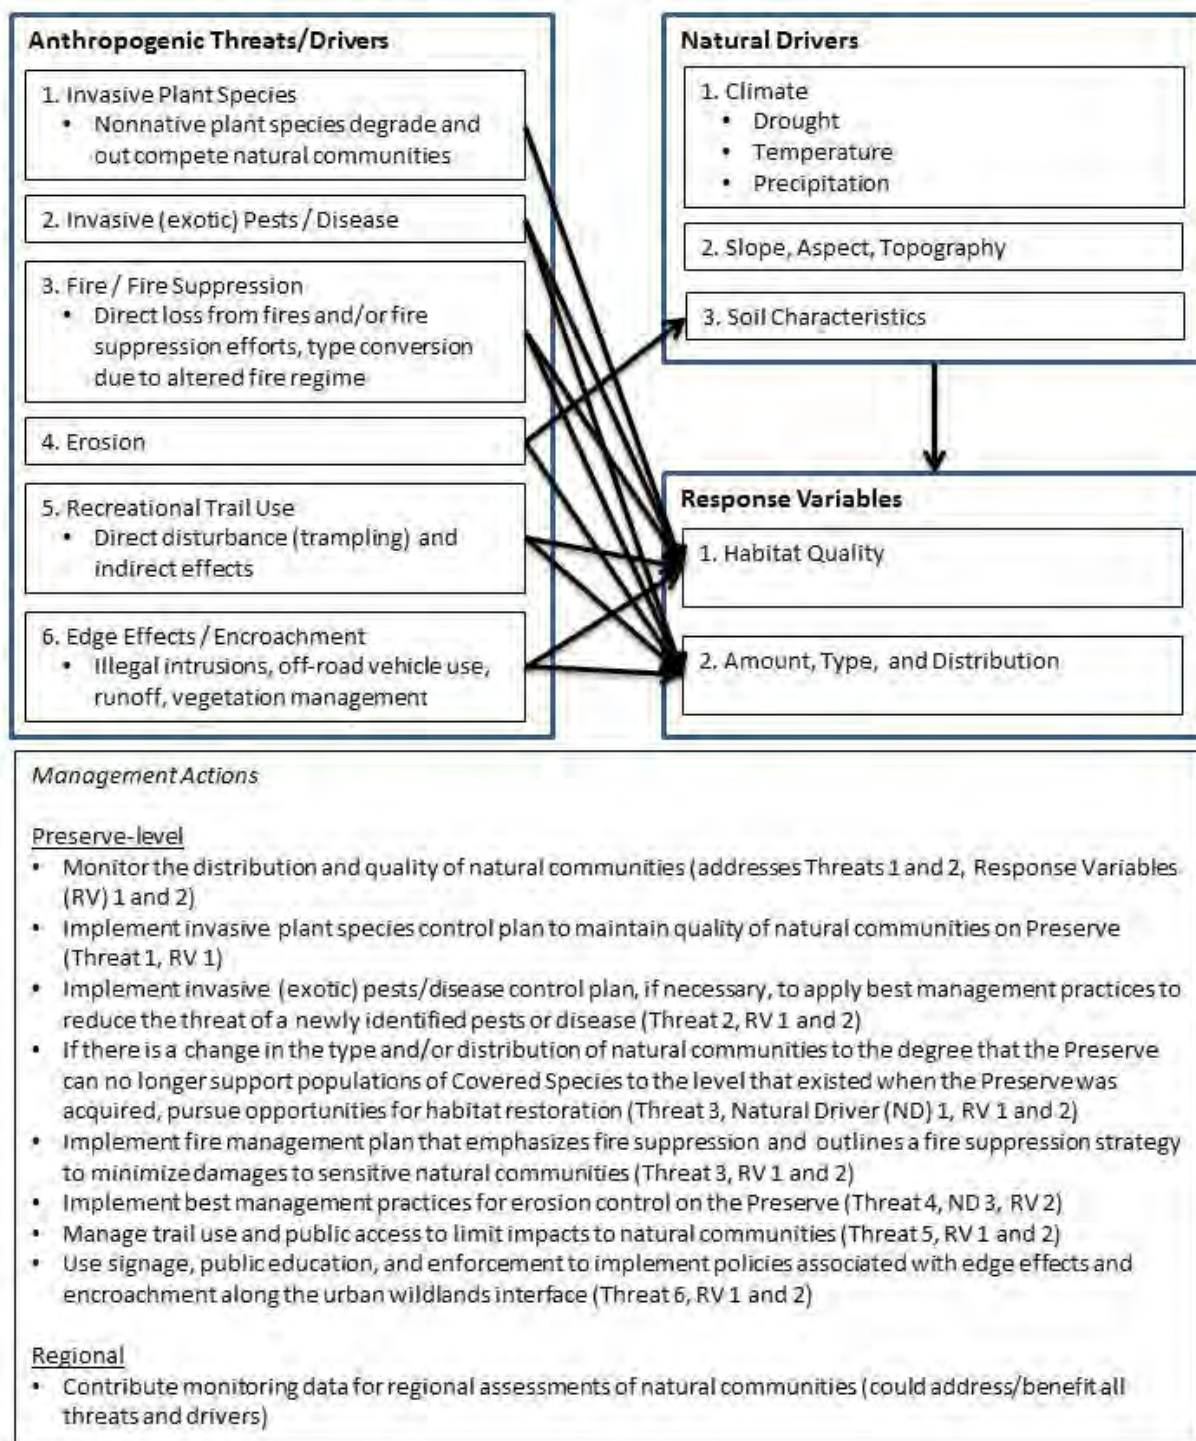 Anthropogenic Threats/Drivers
1. Invasive Plant Species
• Nonnative plant species degrade and
out compete natural communities
2. Invasive (exotic) Pests / Disease
3. Fire / Fire Suppression
• Direct loss from fires and/or fire
suppression efforts, type conversion
due to altered fire regime
4. Erosion
5. Recreational Trail Use
• Direct disturbance (trampling) and
indirect effects
6. Edge Effects / Encroachment
• Illegal intrusions, off-road vehicle use,
runoff, vegetation management
Natural Drivers
1. Climate
• Drought
• Temperature
• Precipitation
2. Slope, Aspect, Topography
3. Soil Characteristics
Response Variables
1. Habitat Quality
2. Amount, Type, and Distribution
Management Actions
Preserve-level
• Monitor the distribution and quality of natural communities (addresses Threats 1 and 2, Response Variables
(RV) 1 and 2)
• Implement invasive plant species control plan to maintain quality of natural communities on Preserve
(Threat 1, RV 1)
• Implement invasive (exotic) pests/disease control plan, if necessary, to apply best management practices to
reduce the threat of a newly identified pests or disease (Threat 2, RV 1 and 2)
• If there is a change in the type and/or distribution of natural communities to the degree that the Preserve
can no longer support populations of Covered Species to the level that existed when the Preserve was
acquired, pursue opportunities for habitat restoration (Threat 3, Natural Driver (ND) 1, RV 1 and 2)
• Implement fire management plan that emphasizes fire suppression and outlines a fire suppression strategy
to minimize damages to sensitive natural communities (Threat 3, RV 1 and 2)
• Implement best management practices for erosion control on the Preserve (Threat 4, ND 3, RV 2)
• Manage trail use and public access to limit impacts to natural communities (Threat 5, RV 1 and 2)
• Use signage, public education, and enforcement to implement policies associated with edge effects and
encroachment along the urban wildlands interface (Threat 6, RV 1 and 2)
Regional
• Contribute monitoring data for regional assessments of natural communities (could address/benefit all
threats and drivers)